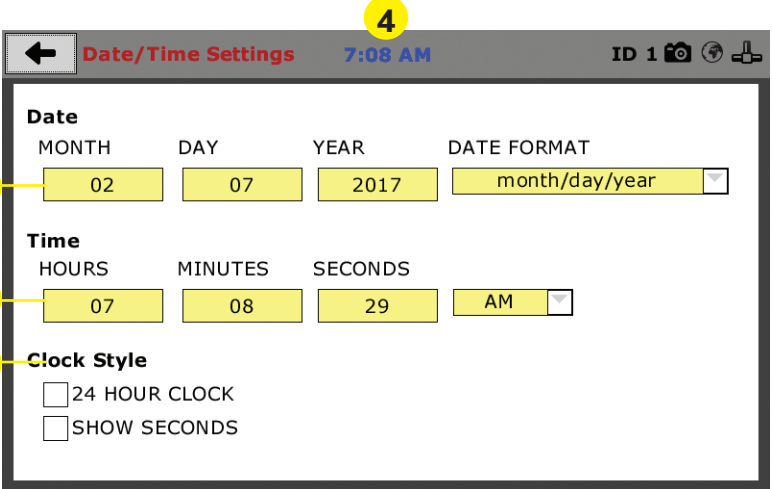 4
Date/Time Settings 7:08 AM ID 1
Date
MONTH DAY YEAR DATE FORMAT
02 07 2017 month/day/year
Time
HOURS MINUTES SECONDS
07 08 29 AM
Clock Style
24 HOUR CLOCK
SHOW SECONDS